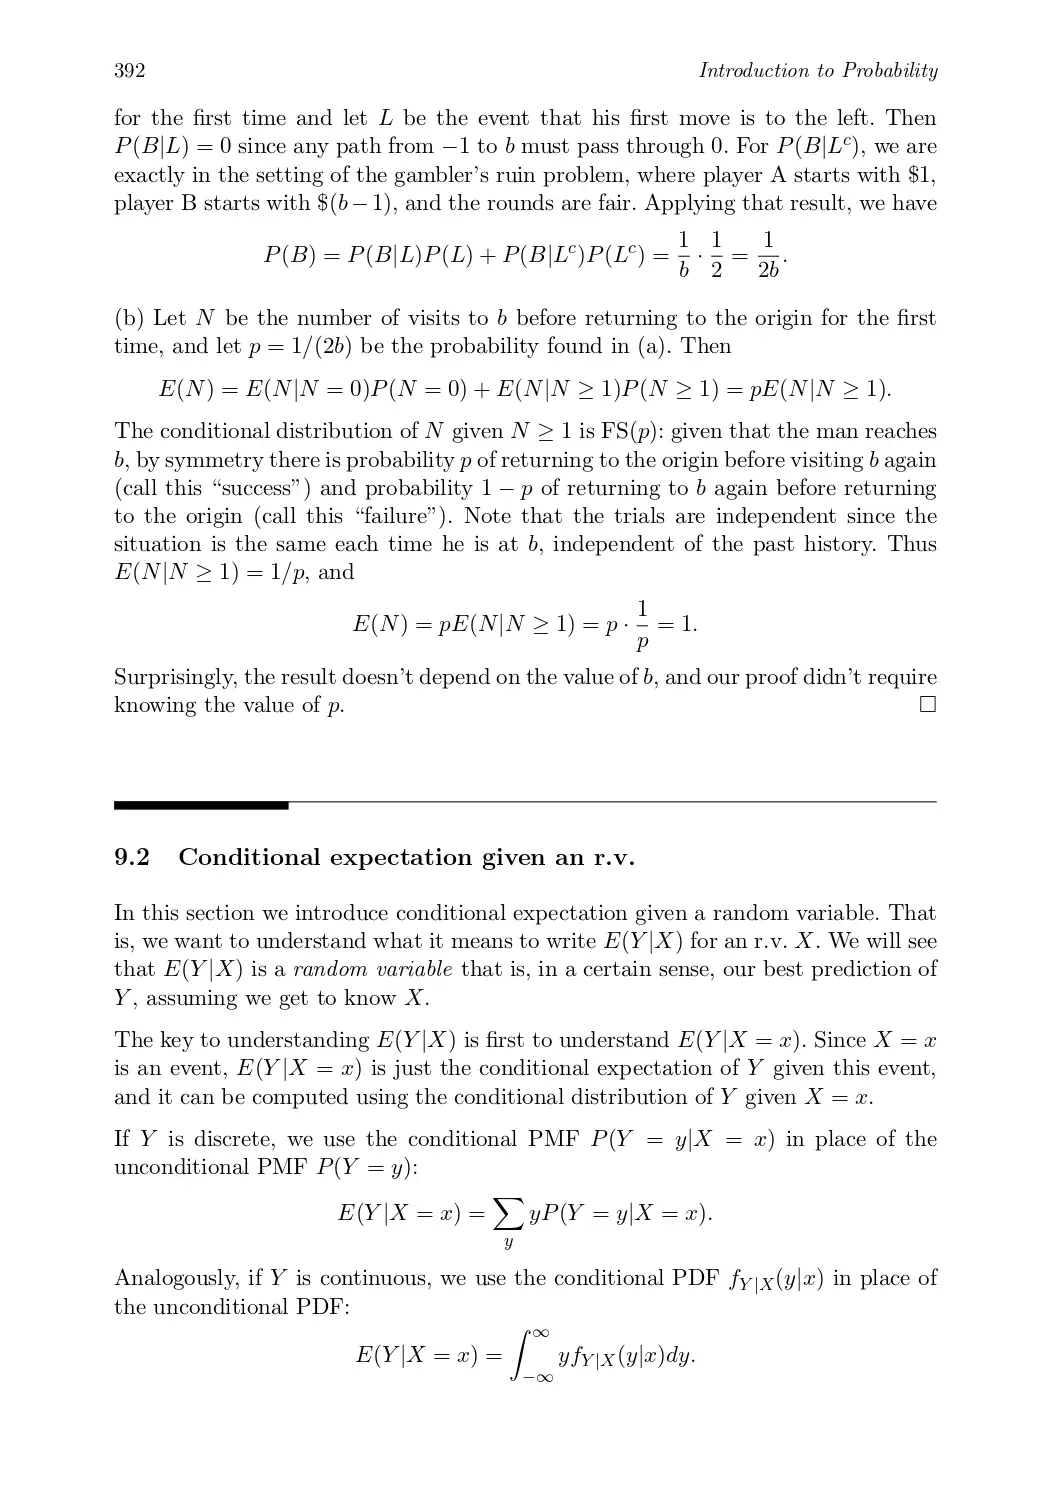 392 Introduction to Probability
for the first time and let L be the event that his first move is to the left. Then
P(B|L) = 0 since any path from −1 to b must pass through 0. For P(B|Lᶜ), we are
exactly in the setting of the gambler's ruin problem, where player A starts with $1,
player B starts with $(b−1), and the rounds are fair. Applying that result, we have
P(B) = P(B|L)P(L) + P(B|Lᶜ)P(Lᶜ) = 1/b · 1/2 = 1/2b.
(b) Let N be the number of visits to b before returning to the origin for the first
time, and let p = 1/(2b) be the probability found in (a). Then
E(N) = E(N|N = 0)P(N = 0) + E(N|N ≥ 1)P(N ≥ 1) = pE(N|N ≥ 1).
The conditional distribution of N given N ≥ 1 is FS(p): given that the man reaches
b, by symmetry there is probability p of returning to the origin before visiting b again
(call this “success”) and probability 1 − p of returning to b again before returning
to the origin (call this “failure”). Note that the trials are independent since the
situation is the same each time he is at b, independent of the past history. Thus
E(N|N ≥ 1) = 1/p, and
E(N) = pE(N|N ≥ 1) = p · 1/p = 1.
Surprisingly, the result doesn't depend on the value of b, and our proof didn't require
knowing the value of p. □
9.2 Conditional expectation given an r.v.
In this section we introduce conditional expectation given a random variable. That
is, we want to understand what it means to write E(Y|X) for an r.v. X. We will see
that E(Y|X) is a random variable that is, in a certain sense, our best prediction of
Y, assuming we get to know X.
The key to understanding E(Y|X) is first to understand E(Y|X = x). Since X = x
is an event, E(Y|X = x) is just the conditional expectation of Y given this event,
and it can be computed using the conditional distribution of Y given X = x.
If Y is discrete, we use the conditional PMF P(Y = y|X = x) in place of the
unconditional PMF P(Y = y):
E(Y|X = x) = ∑_y yP(Y = y|X = x).
Analogously, if Y is continuous, we use the conditional PDF f_{Y|X}(y|x) in place of
the unconditional PDF:
E(Y|X = x) = ∫_{−∞}^{∞} yf_{Y|X}(y|x)dy.